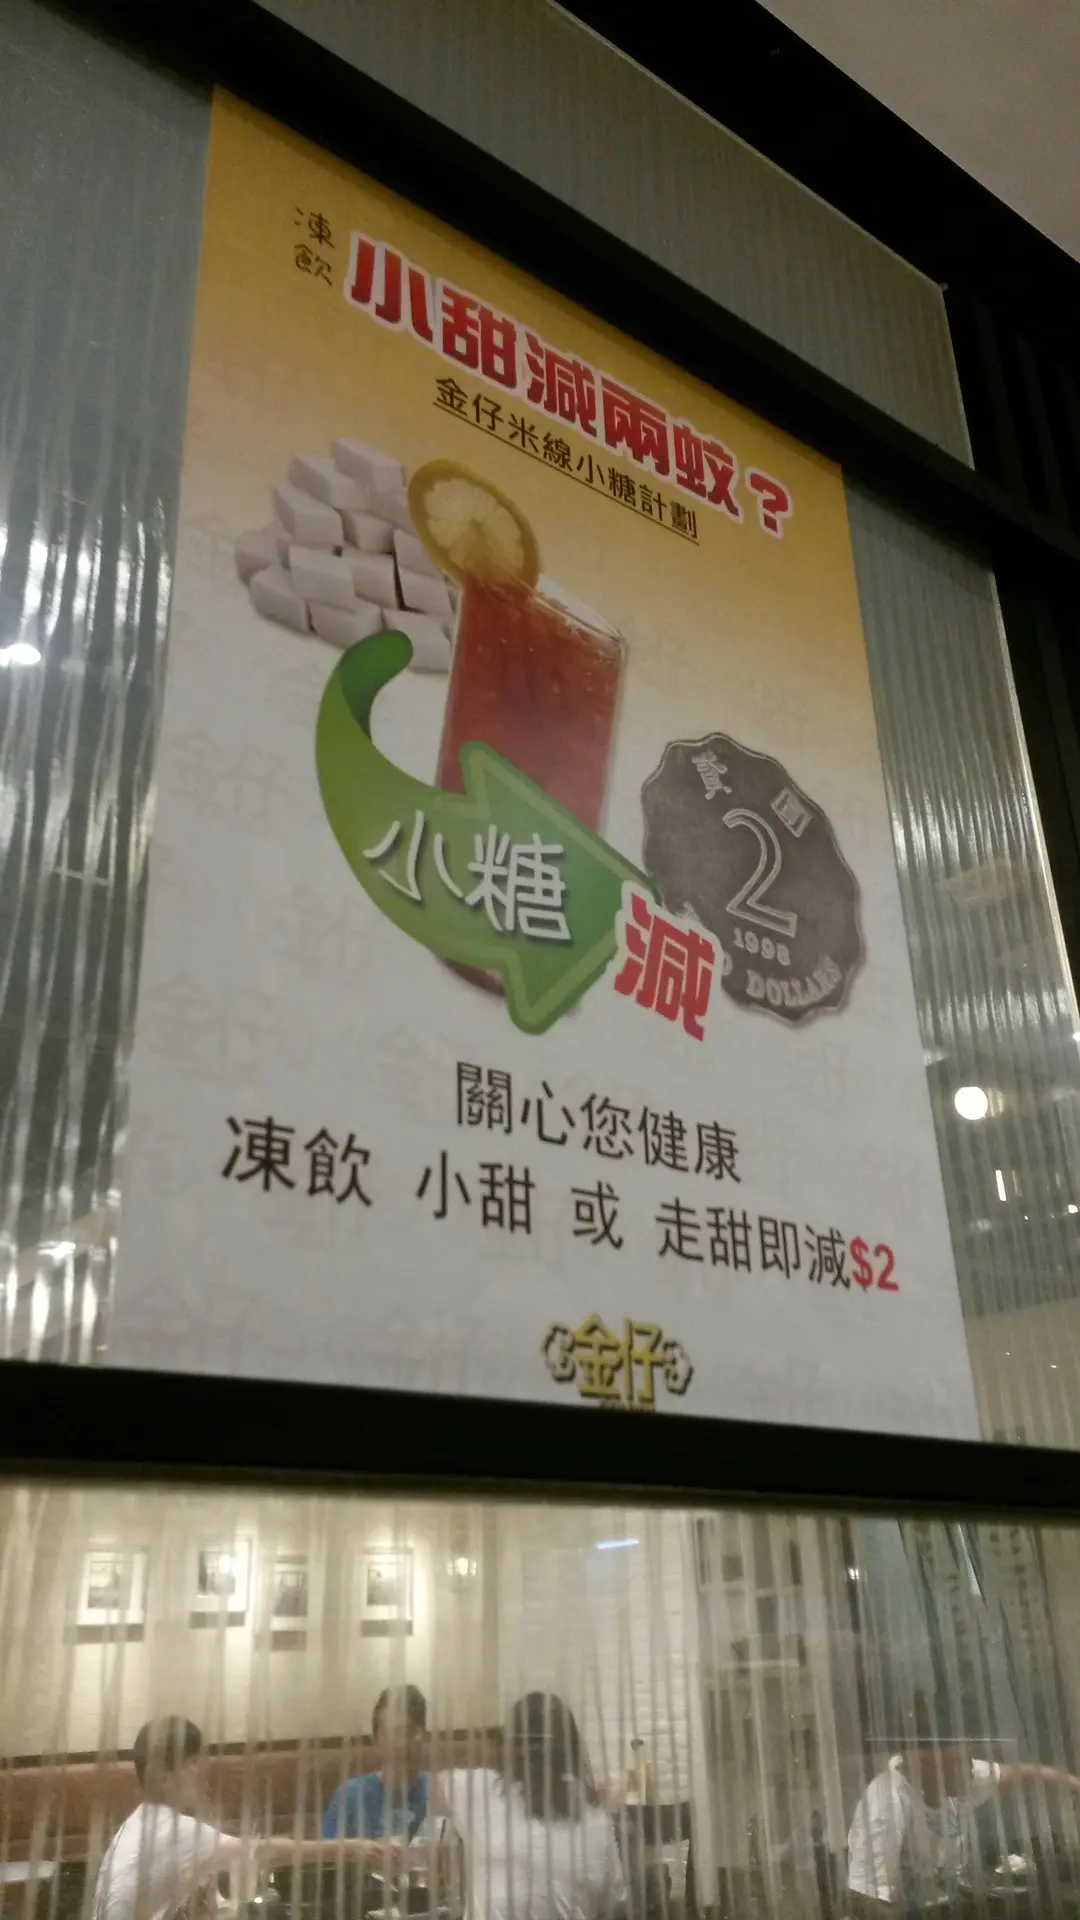 凍飲
小甜減兩蚊？
金仔米線小糖計劃
小糖
減
貳圓
2
1998
DOLLARS
關心您健康
凍飲 小甜 或 走甜即減$2
金仔